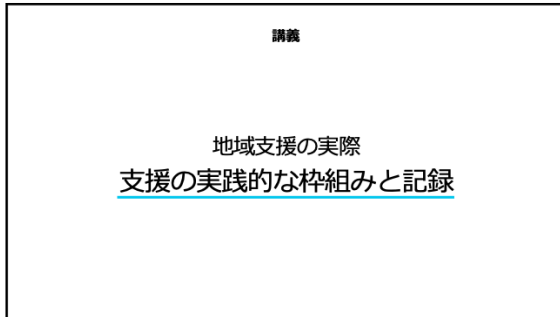 講義
地域支援の実際
支援の実践的な枠組みと記録